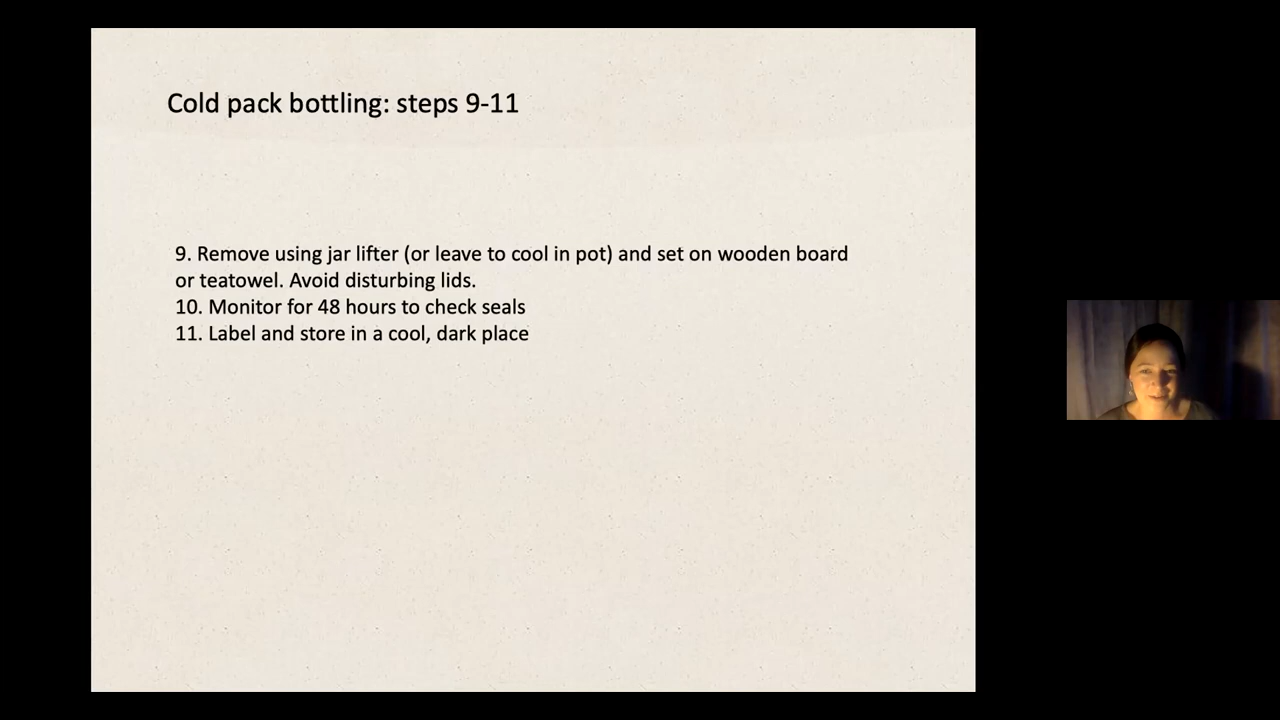 Cold pack bottling: steps 9-11
9. Remove using jar lifter (or leave to cool in pot) and set on wooden board
or teatowel. Avoid disturbing lids.
10. Monitor for 48 hours to check seals
11. Label and store in a cool, dark place